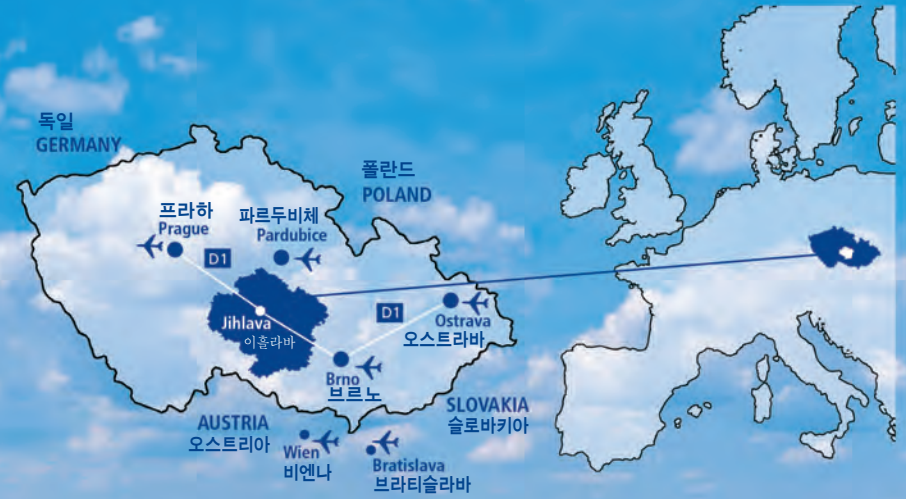 독일
GERMANY
폴란드
POLAND
프라하
Prague
파르두비체
Pardubice
D1
D1
Jihlava
이흘라바
Ostrava
오스트라바
Brno
브르노
AUSTRIA
오스트리아
SLOVAKIA
슬로바키아
Wien
비엔나
Bratislava
브라티슬라바